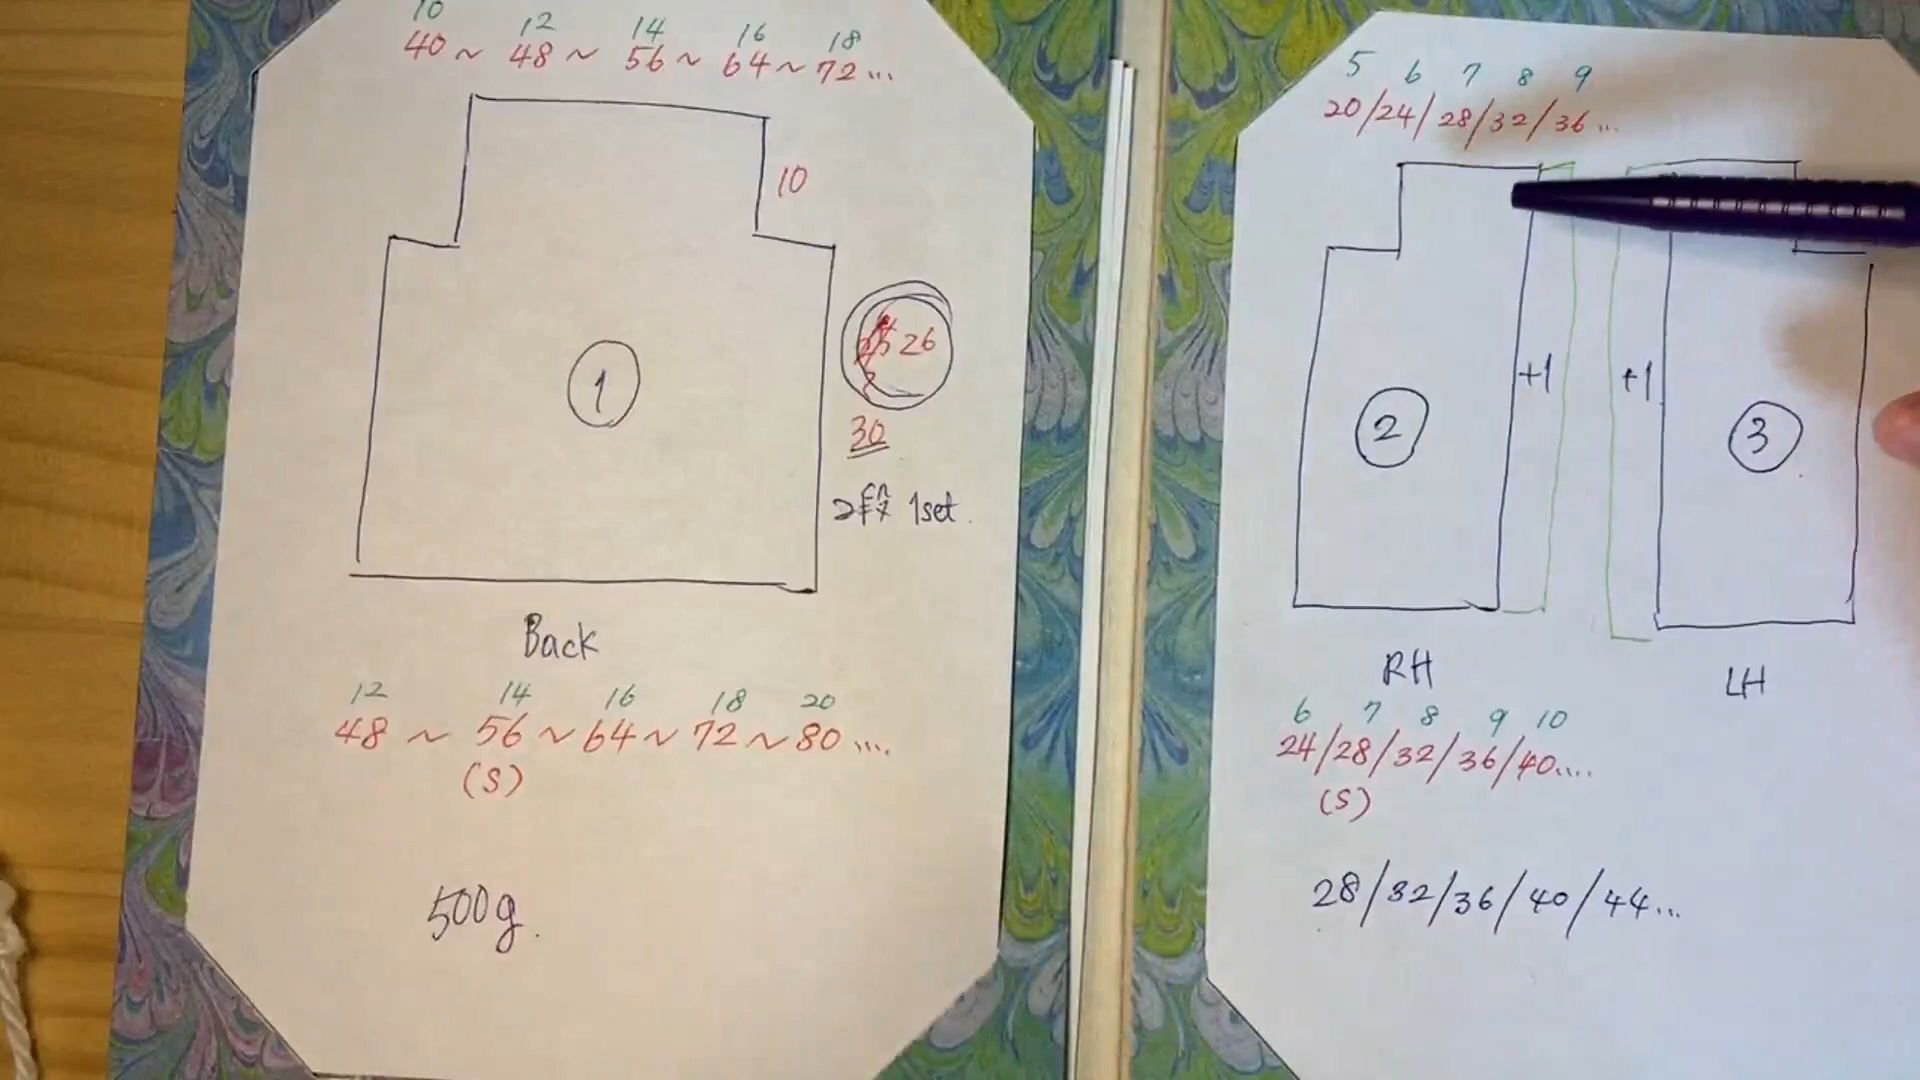 10 12 14 16 18
40 ~ 48 ~ 56 ~ 64 ~ 72...
10
26
30
2段 1set.
1
Back
12 14 16 18 20
48 ~ 56 ~ 64 ~ 72 ~ 80....
(S)
500g.
5 6 7 8 9
20/24/28/32/36...
+1 +1
2 3
RH LH
6 7 8 9 10
24/28/32/36/40....
(S)
28/32/36/40/44...